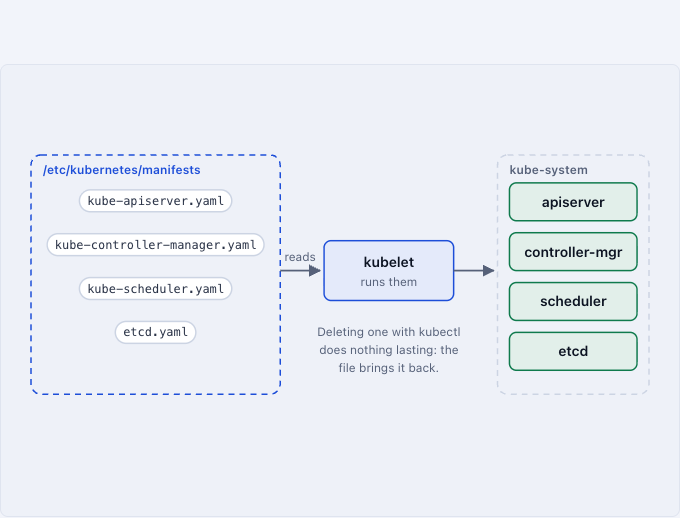 /etc/kubernetes/manifests
kube-apiserver.yaml
kube-controller-manager.yaml
kube-scheduler.yaml
etcd.yaml
reads
kubelet
runs them
Deleting one with kubectl
does nothing lasting: the
file brings it back.
kube-system
apiserver
controller-mgr
scheduler
etcd